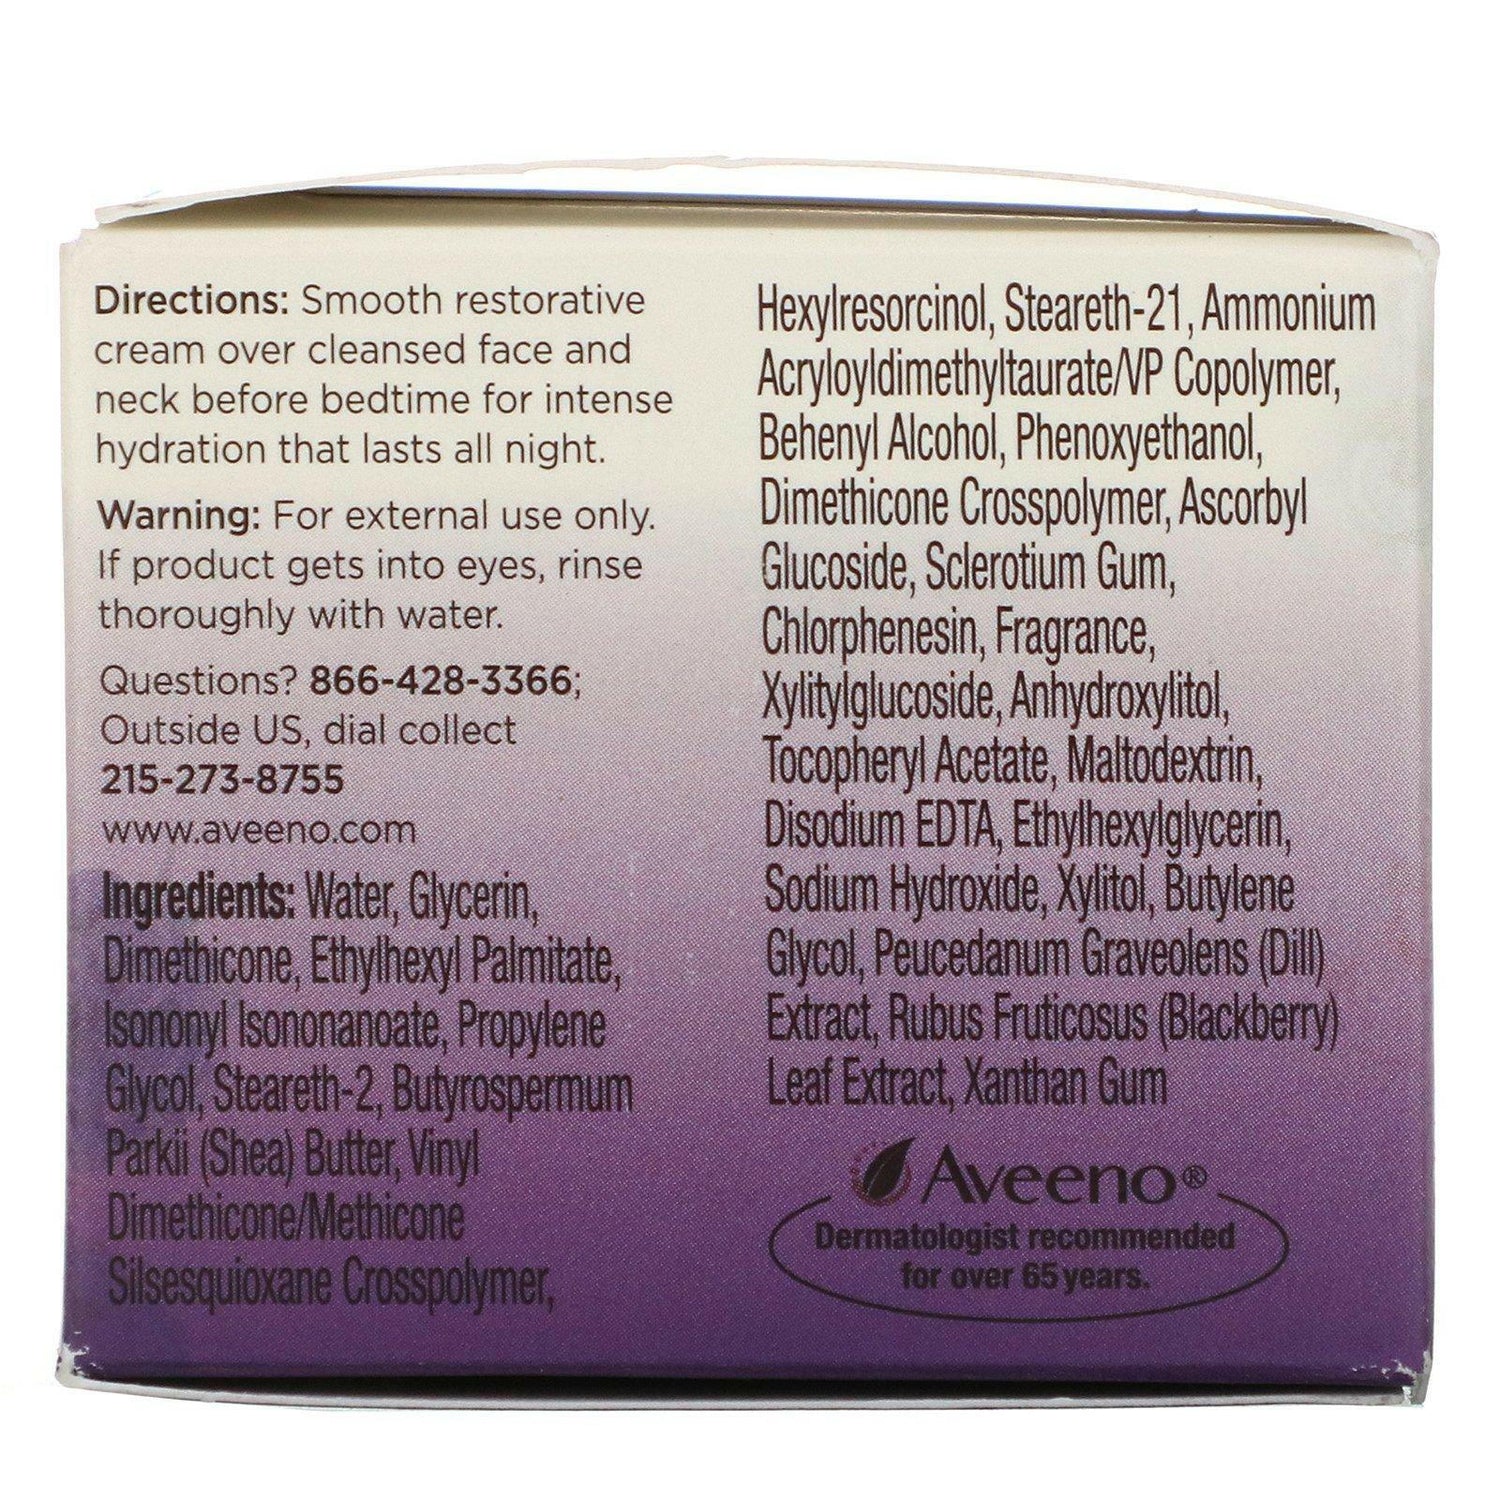 Directions: Smooth restorative
cream over cleansed face and
neck before bedtime for intense
hydration that lasts all night.
Warning: For external use only.
If product gets into eyes, rinse
thoroughly with water.
Questions? 866-428-3366;
Outside US, dial collect
215-273-8755
www.aveeno.com
Ingredients: Water, Glycerin,
Dimethicone, Ethylhexyl Palmitate,
Isononyl Isononanoate, Propylene
Glycol, Steareth-2, Butyrospermum
Parkii (Shea) Butter, Vinyl
Dimethicone/Methicone
Silsesquioxane Crosspolymer,
Hexylresorcinol, Steareth-21, Ammonium
Acryloyldimethyltaurate/VP Copolymer,
Behenyl Alcohol, Phenoxyethanol,
Dimethicone Crosspolymer, Ascorbyl
Glucoside, Sclerotium Gum,
Chlorphenesin, Fragrance,
Xylitylglucoside, Anhydroxylitol,
Tocopheryl Acetate, Maltodextrin,
Disodium EDTA, Ethylhexylglycerin,
Sodium Hydroxide, Xylitol, Butylene
Glycol, Peucedanum Graveolens (Dill)
Extract, Rubus Fruticosus (Blackberry)
Leaf Extract, Xanthan Gum
Aveeno®
Dermatologist recommended
for over 65 years.